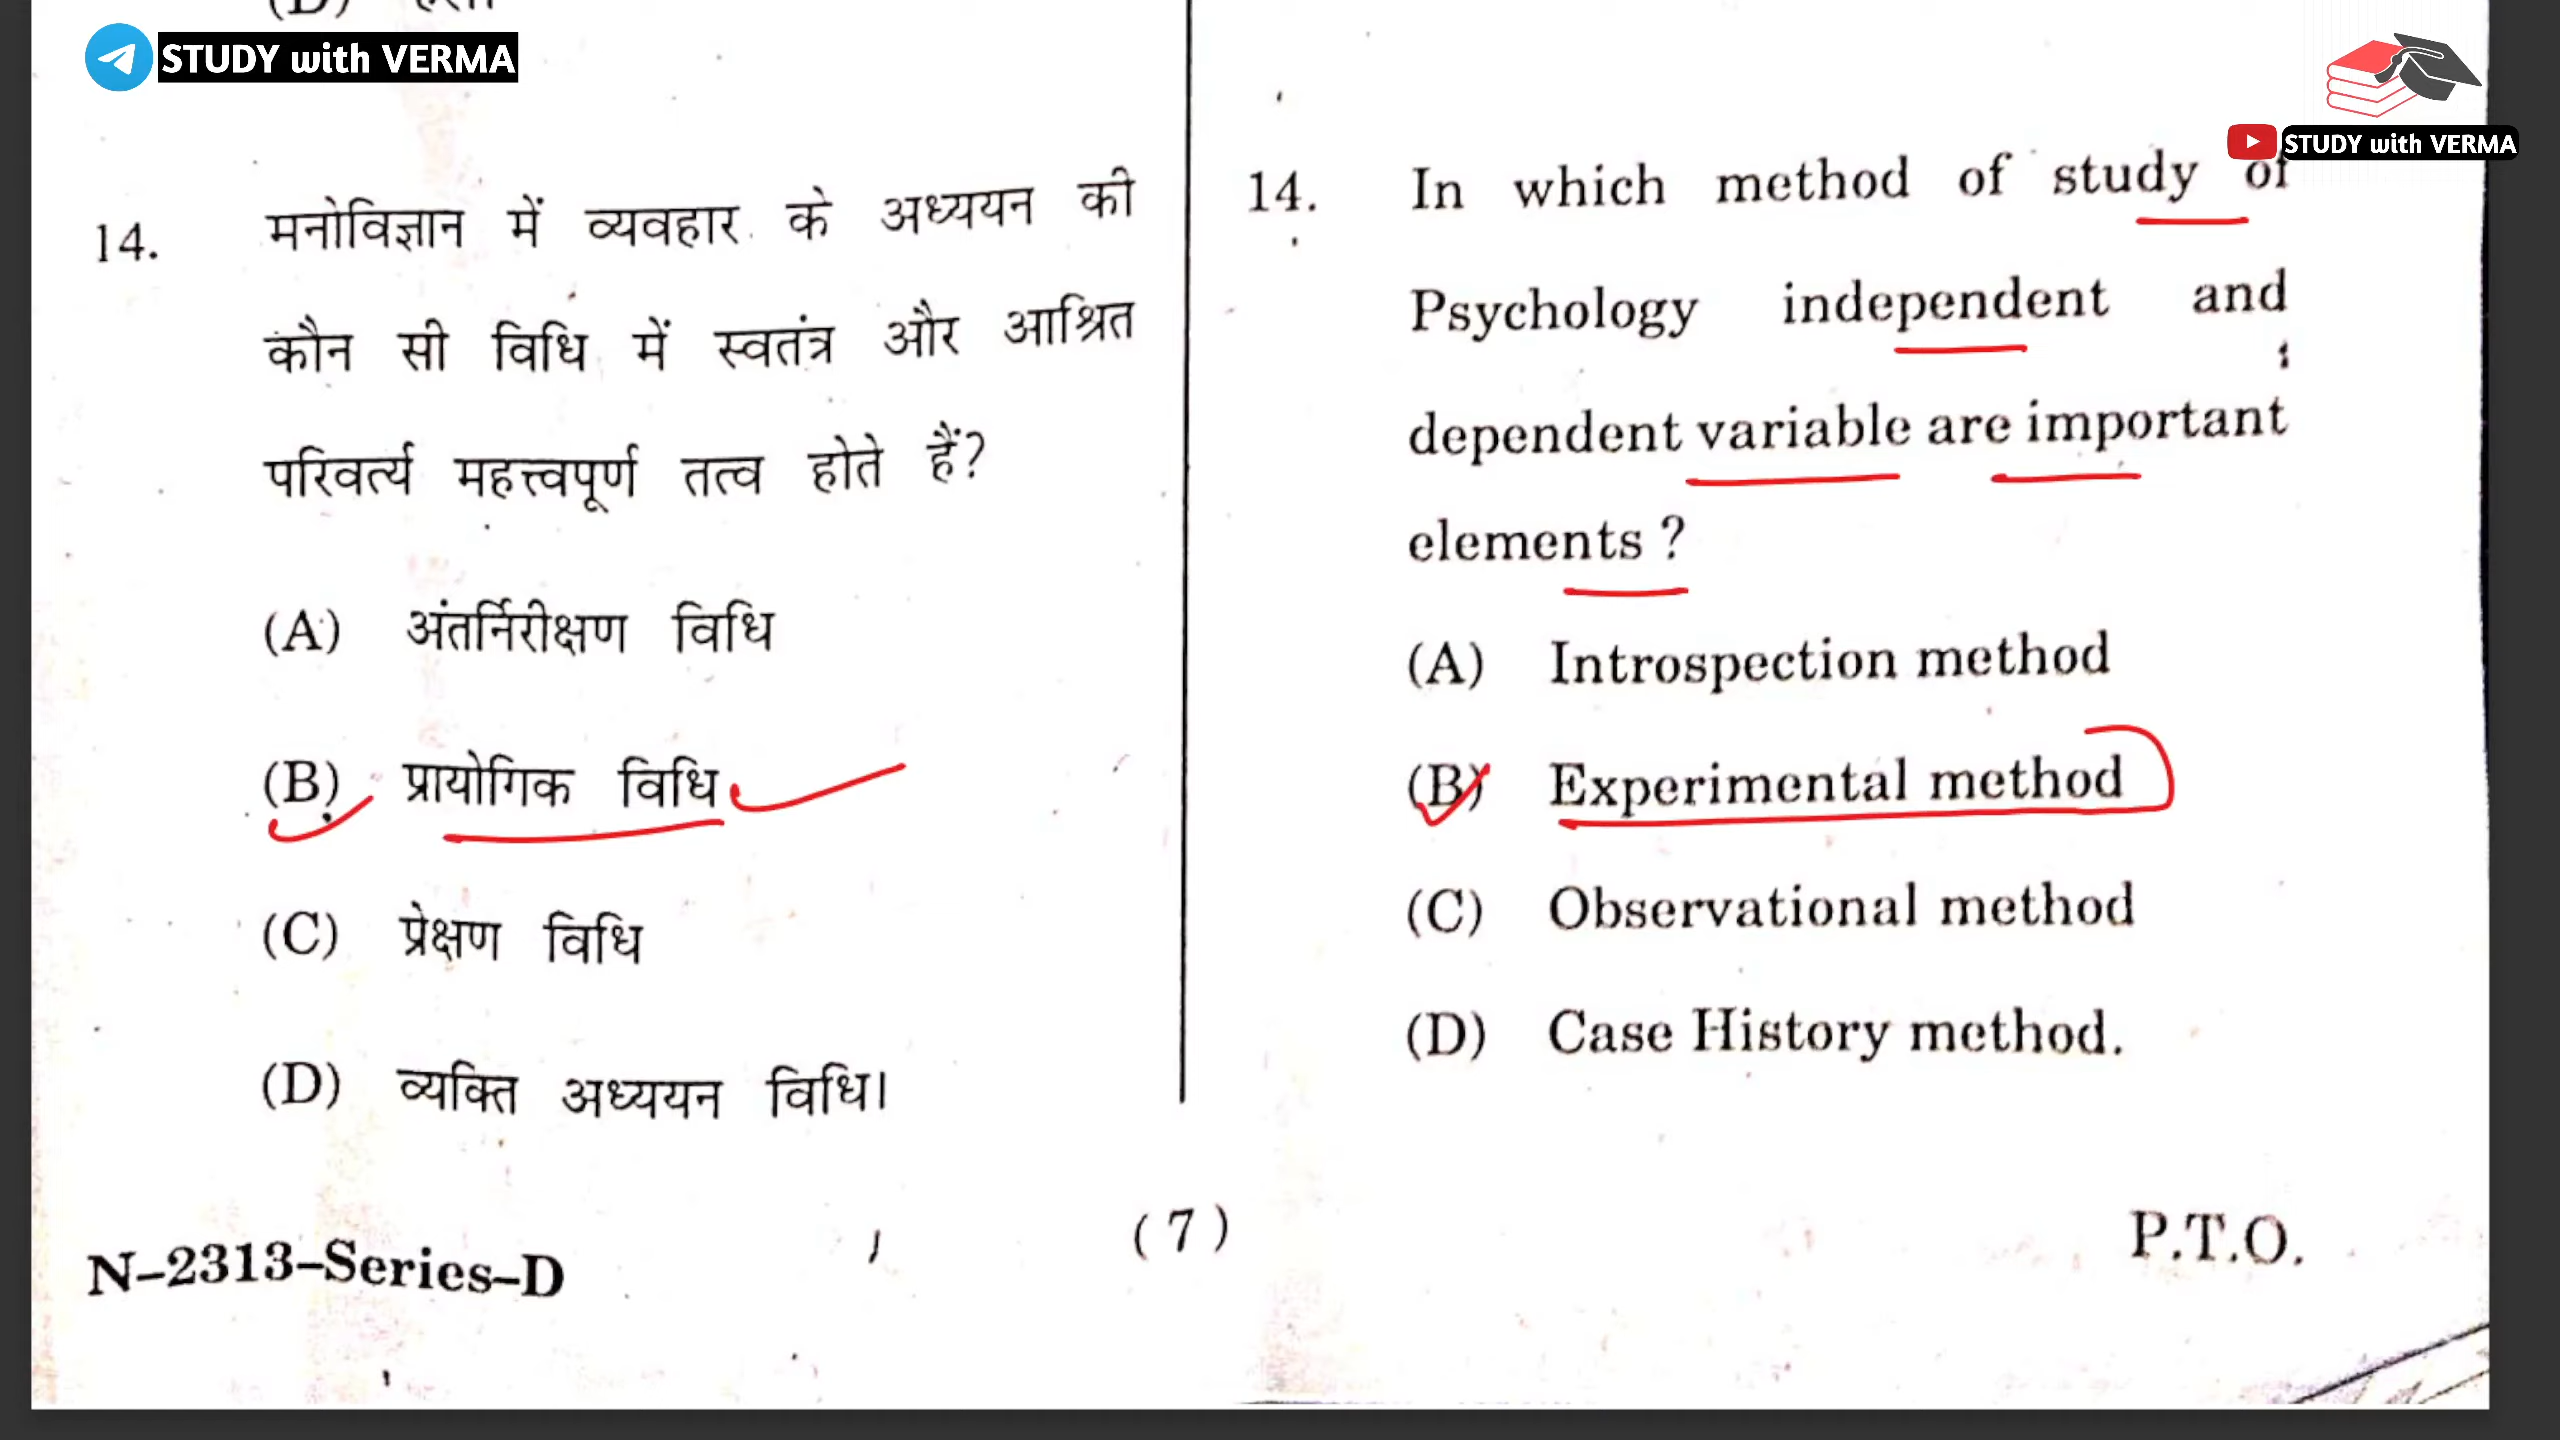 STUDY with VERMA
STUDY with VERMA
14. मनोविज्ञान में व्यवहार के अध्ययन की
कौन सी विधि में स्वतंत्र और आश्रित
परिवर्त्य महत्त्वपूर्ण तत्व होते हैं?
(A) अंतर्निरीक्षण विधि
(B) प्रायोगिक विधि
(C) प्रेक्षण विधि
(D) व्यक्ति अध्ययन विधि।
14. In which method of study of
Psychology independent and
dependent variable are important
elements ?
(A) Introspection method
(B) Experimental method
(C) Observational method
(D) Case History method.
N–2313–Series–D
( 7 )
P.T.O.